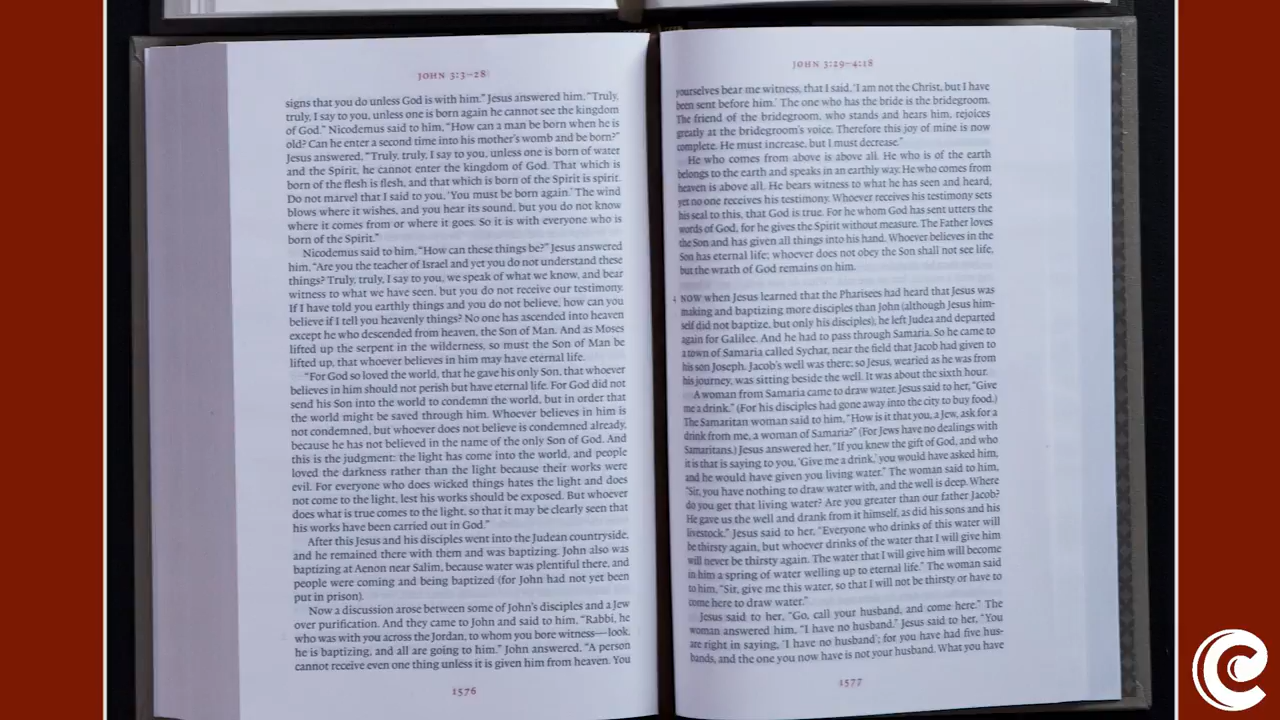 JOHN 3:3–28
signs that you do unless God is with him." Jesus answered him, "Truly,
truly, I say to you, unless one is born again he cannot see the kingdom
of God." Nicodemus said to him, "How can a man be born when he is
old? Can he enter a second time into his mother's womb and be born?"
Jesus answered, "Truly, truly, I say to you, unless one is born of water
and the Spirit, he cannot enter the kingdom of God. That which is
born of the flesh is flesh, and that which is born of the Spirit is spirit.
Do not marvel that I said to you, 'You must be born again.' The wind
blows where it wishes, and you hear its sound, but you do not know
where it comes from or where it goes. So it is with everyone who is
born of the Spirit."
Nicodemus said to him, "How can these things be?" Jesus answered
him, "Are you the teacher of Israel and yet you do not understand these
things? Truly, truly, I say to you, we speak of what we know, and bear
witness to what we have seen, but you do not receive our testimony.
If I have told you earthly things and you do not believe, how can you
believe if I tell you heavenly things? No one has ascended into heaven
except he who descended from heaven, the Son of Man. And as Moses
lifted up the serpent in the wilderness, so must the Son of Man be
lifted up, that whoever believes in him may have eternal life.
"For God so loved the world, that he gave his only Son, that whoever
believes in him should not perish but have eternal life. For God did not
send his Son into the world to condemn the world, but in order that
the world might be saved through him. Whoever believes in him is
not condemned, but whoever does not believe is condemned already,
because he has not believed in the name of the only Son of God. And
this is the judgment: the light has come into the world, and people
loved the darkness rather than the light because their works were
evil. For everyone who does wicked things hates the light and does
not come to the light, lest his works should be exposed. But whoever
does what is true comes to the light, so that it may be clearly seen that
his works have been carried out in God."
After this Jesus and his disciples went into the Judean countryside,
and he remained there with them and was baptizing. John also was
baptizing at Aenon near Salim, because water was plentiful there, and
people were coming and being baptized (for John had not yet been
put in prison).
Now a discussion arose between some of John's disciples and a Jew
over purification. And they came to John and said to him, "Rabbi, he
who was with you across the Jordan, to whom you bore witness—look,
he is baptizing, and all are going to him." John answered, "A person
cannot receive even one thing unless it is given him from heaven. You
1576
JOHN 3:29–4:18
yourselves bear me witness, that I said, 'I am not the Christ, but I have
been sent before him.' The one who has the bride is the bridegroom.
The friend of the bridegroom, who stands and hears him, rejoices
greatly at the bridegroom's voice. Therefore this joy of mine is now
complete. He must increase, but I must decrease."
He who comes from above is above all. He who is of the earth
belongs to the earth and speaks in an earthly way. He who comes from
heaven is above all. He bears witness to what he has seen and heard,
yet no one receives his testimony. Whoever receives his testimony sets
his seal to this, that God is true. For he whom God has sent utters the
words of God, for he gives the Spirit without measure. The Father loves
the Son and has given all things into his hand. Whoever believes in the
Son has eternal life; whoever does not obey the Son shall not see life,
but the wrath of God remains on him.
4 NOW when Jesus learned that the Pharisees had heard that Jesus was
making and baptizing more disciples than John (although Jesus him-
self did not baptize, but only his disciples), he left Judea and departed
again for Galilee. And he had to pass through Samaria. So he came to
a town of Samaria called Sychar, near the field that Jacob had given to
his son Joseph. Jacob's well was there; so Jesus, wearied as he was from
his journey, was sitting beside the well. It was about the sixth hour.
A woman from Samaria came to draw water. Jesus said to her, "Give
me a drink." (For his disciples had gone away into the city to buy food.)
The Samaritan woman said to him, "How is it that you, a Jew, ask for a
drink from me, a woman of Samaria?" (For Jews have no dealings with
Samaritans.) Jesus answered her, "If you knew the gift of God, and who
it is that is saying to you, 'Give me a drink,' you would have asked him,
and he would have given you living water." The woman said to him,
"Sir, you have nothing to draw water with, and the well is deep. Where
do you get that living water? Are you greater than our father Jacob?
He gave us the well and drank from it himself, as did his sons and his
livestock." Jesus said to her, "Everyone who drinks of this water will
be thirsty again, but whoever drinks of the water that I will give him
will never be thirsty again. The water that I will give him will become
in him a spring of water welling up to eternal life." The woman said
to him, "Sir, give me this water, so that I will not be thirsty or have to
come here to draw water."
Jesus said to her, "Go, call your husband, and come here." The
woman answered him, "I have no husband." Jesus said to her, "You
are right in saying, 'I have no husband'; for you have had five hus-
bands, and the one you now have is not your husband. What you have
1577